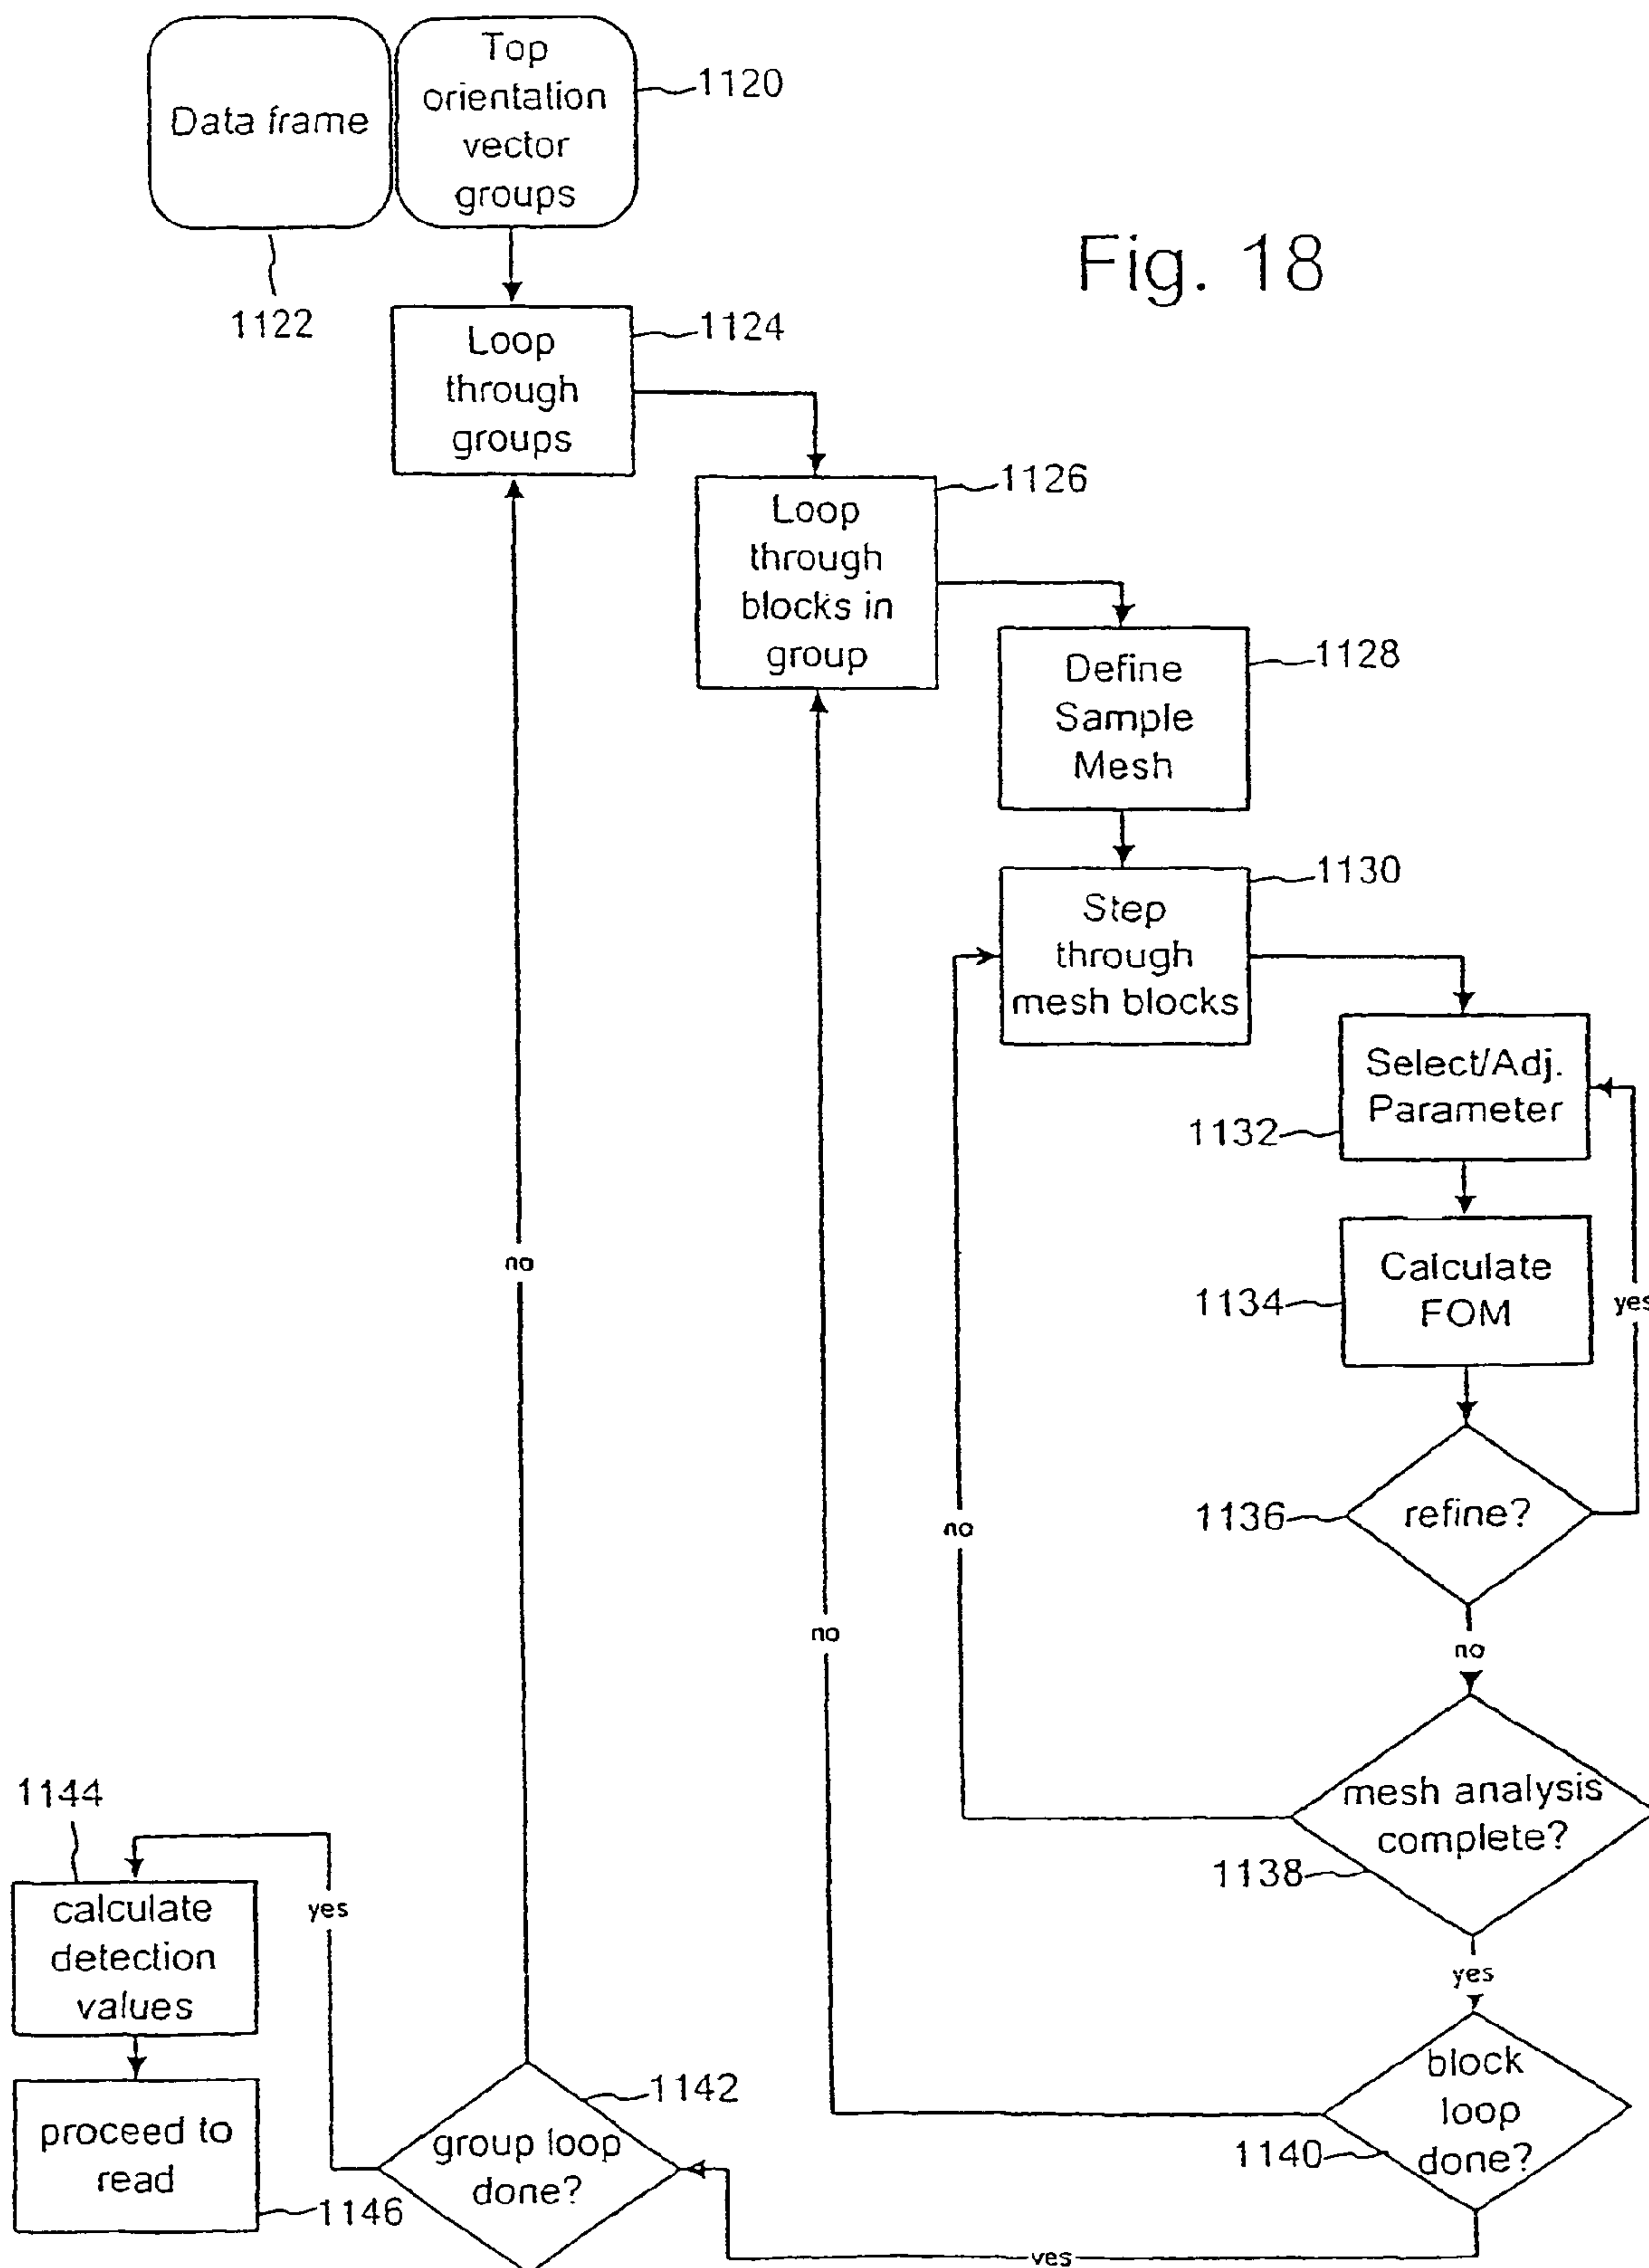 Data frame
Top
orientation
vector
groups
1120
1122
Fig. 18
Loop
through
groups
1124
Loop
through
blocks in
group
1126
Define
Sample
Mesh
1128
Step
through
mesh blocks
1130
Select/Adj.
Parameter
1132
Calculate
FOM
1134
yes
refine?
1136
no
no
no
no
mesh analysis
complete?
1138
yes
block
loop
done?
1140
yes
group loop
done?
1142
yes
1144
calculate
detection
values
proceed to
read
1146